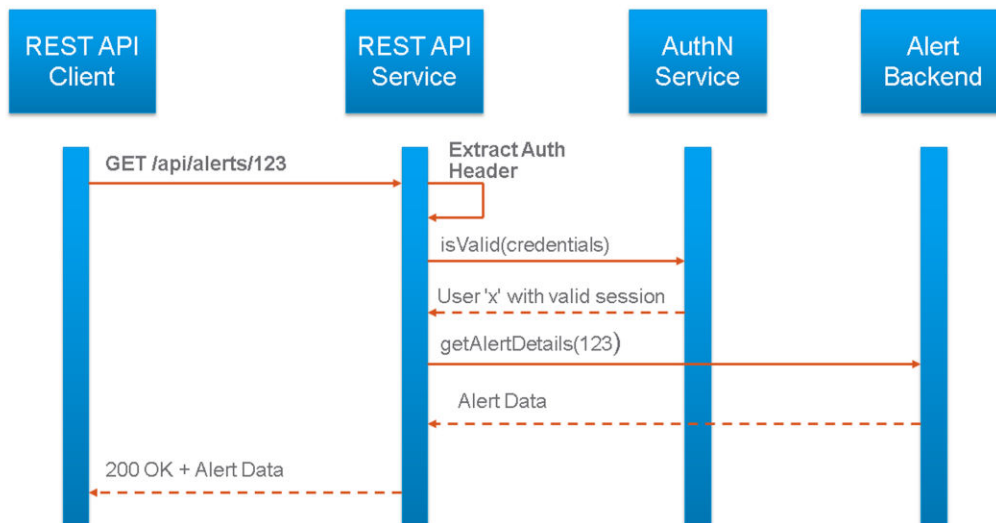 REST API
Client
REST API
Service
AuthN
Service
Alert
Backend
GET /api/alerts/123
Extract Auth
Header
isValid(credentials)
User 'x' with valid session
getAlertDetails(123)
Alert Data
200 OK + Alert Data